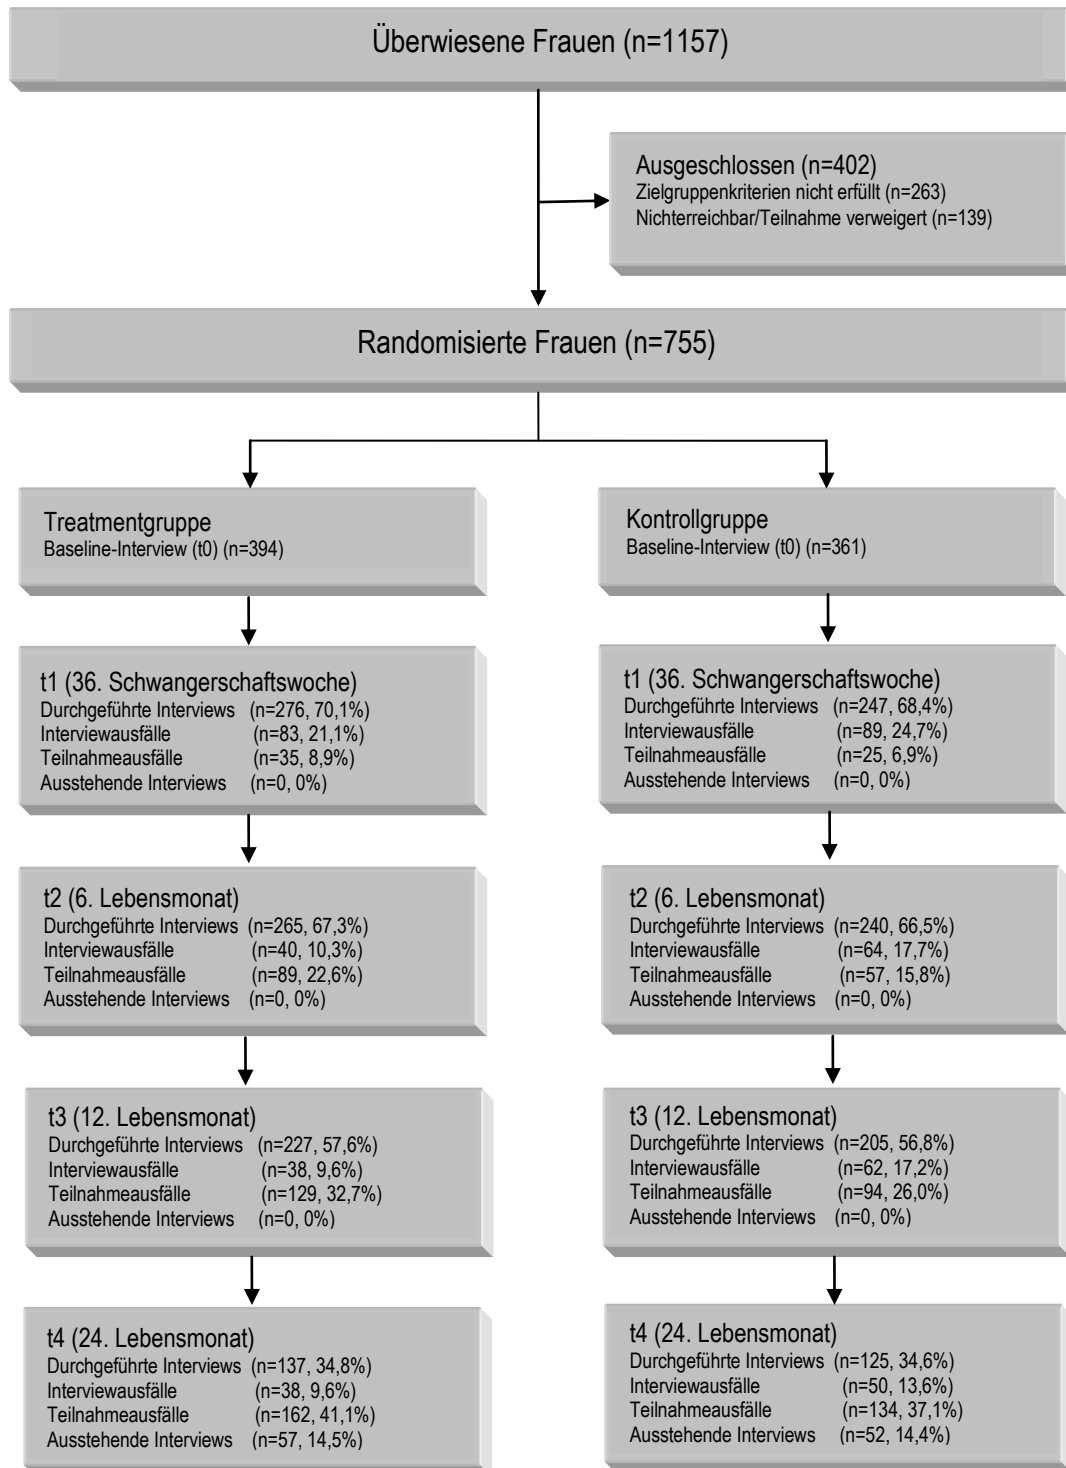 Überwiesene Frauen (n=1157)
Ausgeschlossen (n=402)
Zielgruppenkriterien nicht erfüllt (n=263)
Nichterreichbar/Teilnahme verweigert (n=139)
Randomisierte Frauen (n=755)
Treatmentgruppe
Baseline-Interview (t0) (n=394)
Kontrollgruppe
Baseline-Interview (t0) (n=361)
t1 (36. Schwangerschaftswoche)
Durchgeführte Interviews (n=276, 70,1%)
Interviewausfälle (n=83, 21,1%)
Teilnahmeausfälle (n=35, 8,9%)
Ausstehende Interviews (n=0, 0%)
t1 (36. Schwangerschaftswoche)
Durchgeführte Interviews (n=247, 68,4%)
Interviewausfälle (n=89, 24,7%)
Teilnahmeausfälle (n=25, 6,9%)
Ausstehende Interviews (n=0, 0%)
t2 (6. Lebensmonat)
Durchgeführte Interviews (n=265, 67,3%)
Interviewausfälle (n=40, 10,3%)
Teilnahmeausfälle (n=89, 22,6%)
Ausstehende Interviews (n=0, 0%)
t2 (6. Lebensmonat)
Durchgeführte Interviews (n=240, 66,5%)
Interviewausfälle (n=64, 17,7%)
Teilnahmeausfälle (n=57, 15,8%)
Ausstehende Interviews (n=0, 0%)
t3 (12. Lebensmonat)
Durchgeführte Interviews (n=227, 57,6%)
Interviewausfälle (n=38, 9,6%)
Teilnahmeausfälle (n=129, 32,7%)
Ausstehende Interviews (n=0, 0%)
t3 (12. Lebensmonat)
Durchgeführte Interviews (n=205, 56,8%)
Interviewausfälle (n=62, 17,2%)
Teilnahmeausfälle (n=94, 26,0%)
Ausstehende Interviews (n=0, 0%)
t4 (24. Lebensmonat)
Durchgeführte Interviews (n=137, 34,8%)
Interviewausfälle (n=38, 9,6%)
Teilnahmeausfälle (n=162, 41,1%)
Ausstehende Interviews (n=57, 14,5%)
t4 (24. Lebensmonat)
Durchgeführte Interviews (n=125, 34,6%)
Interviewausfälle (n=50, 13,6%)
Teilnahmeausfälle (n=134, 37,1%)
Ausstehende Interviews (n=52, 14,4%)